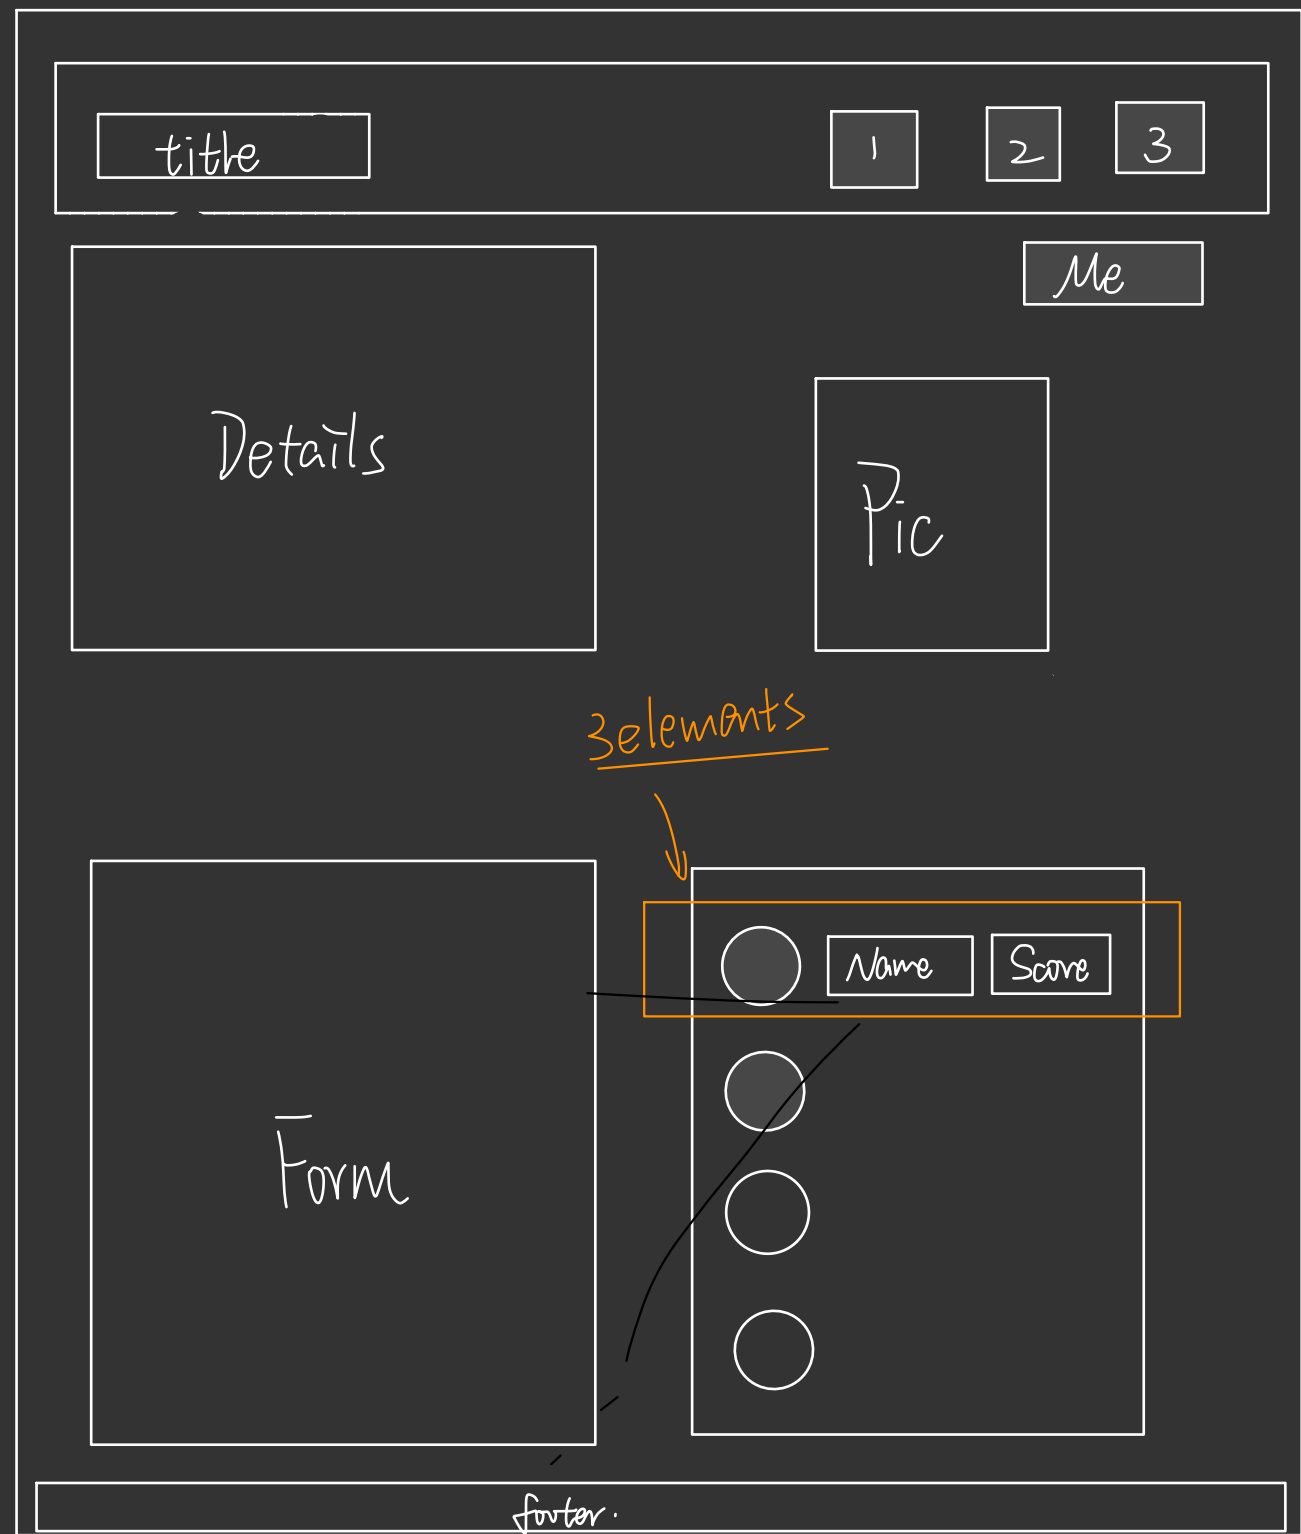 title
1 2 3
Me
Details
Pic
3elements
Name Score
Form
footer.